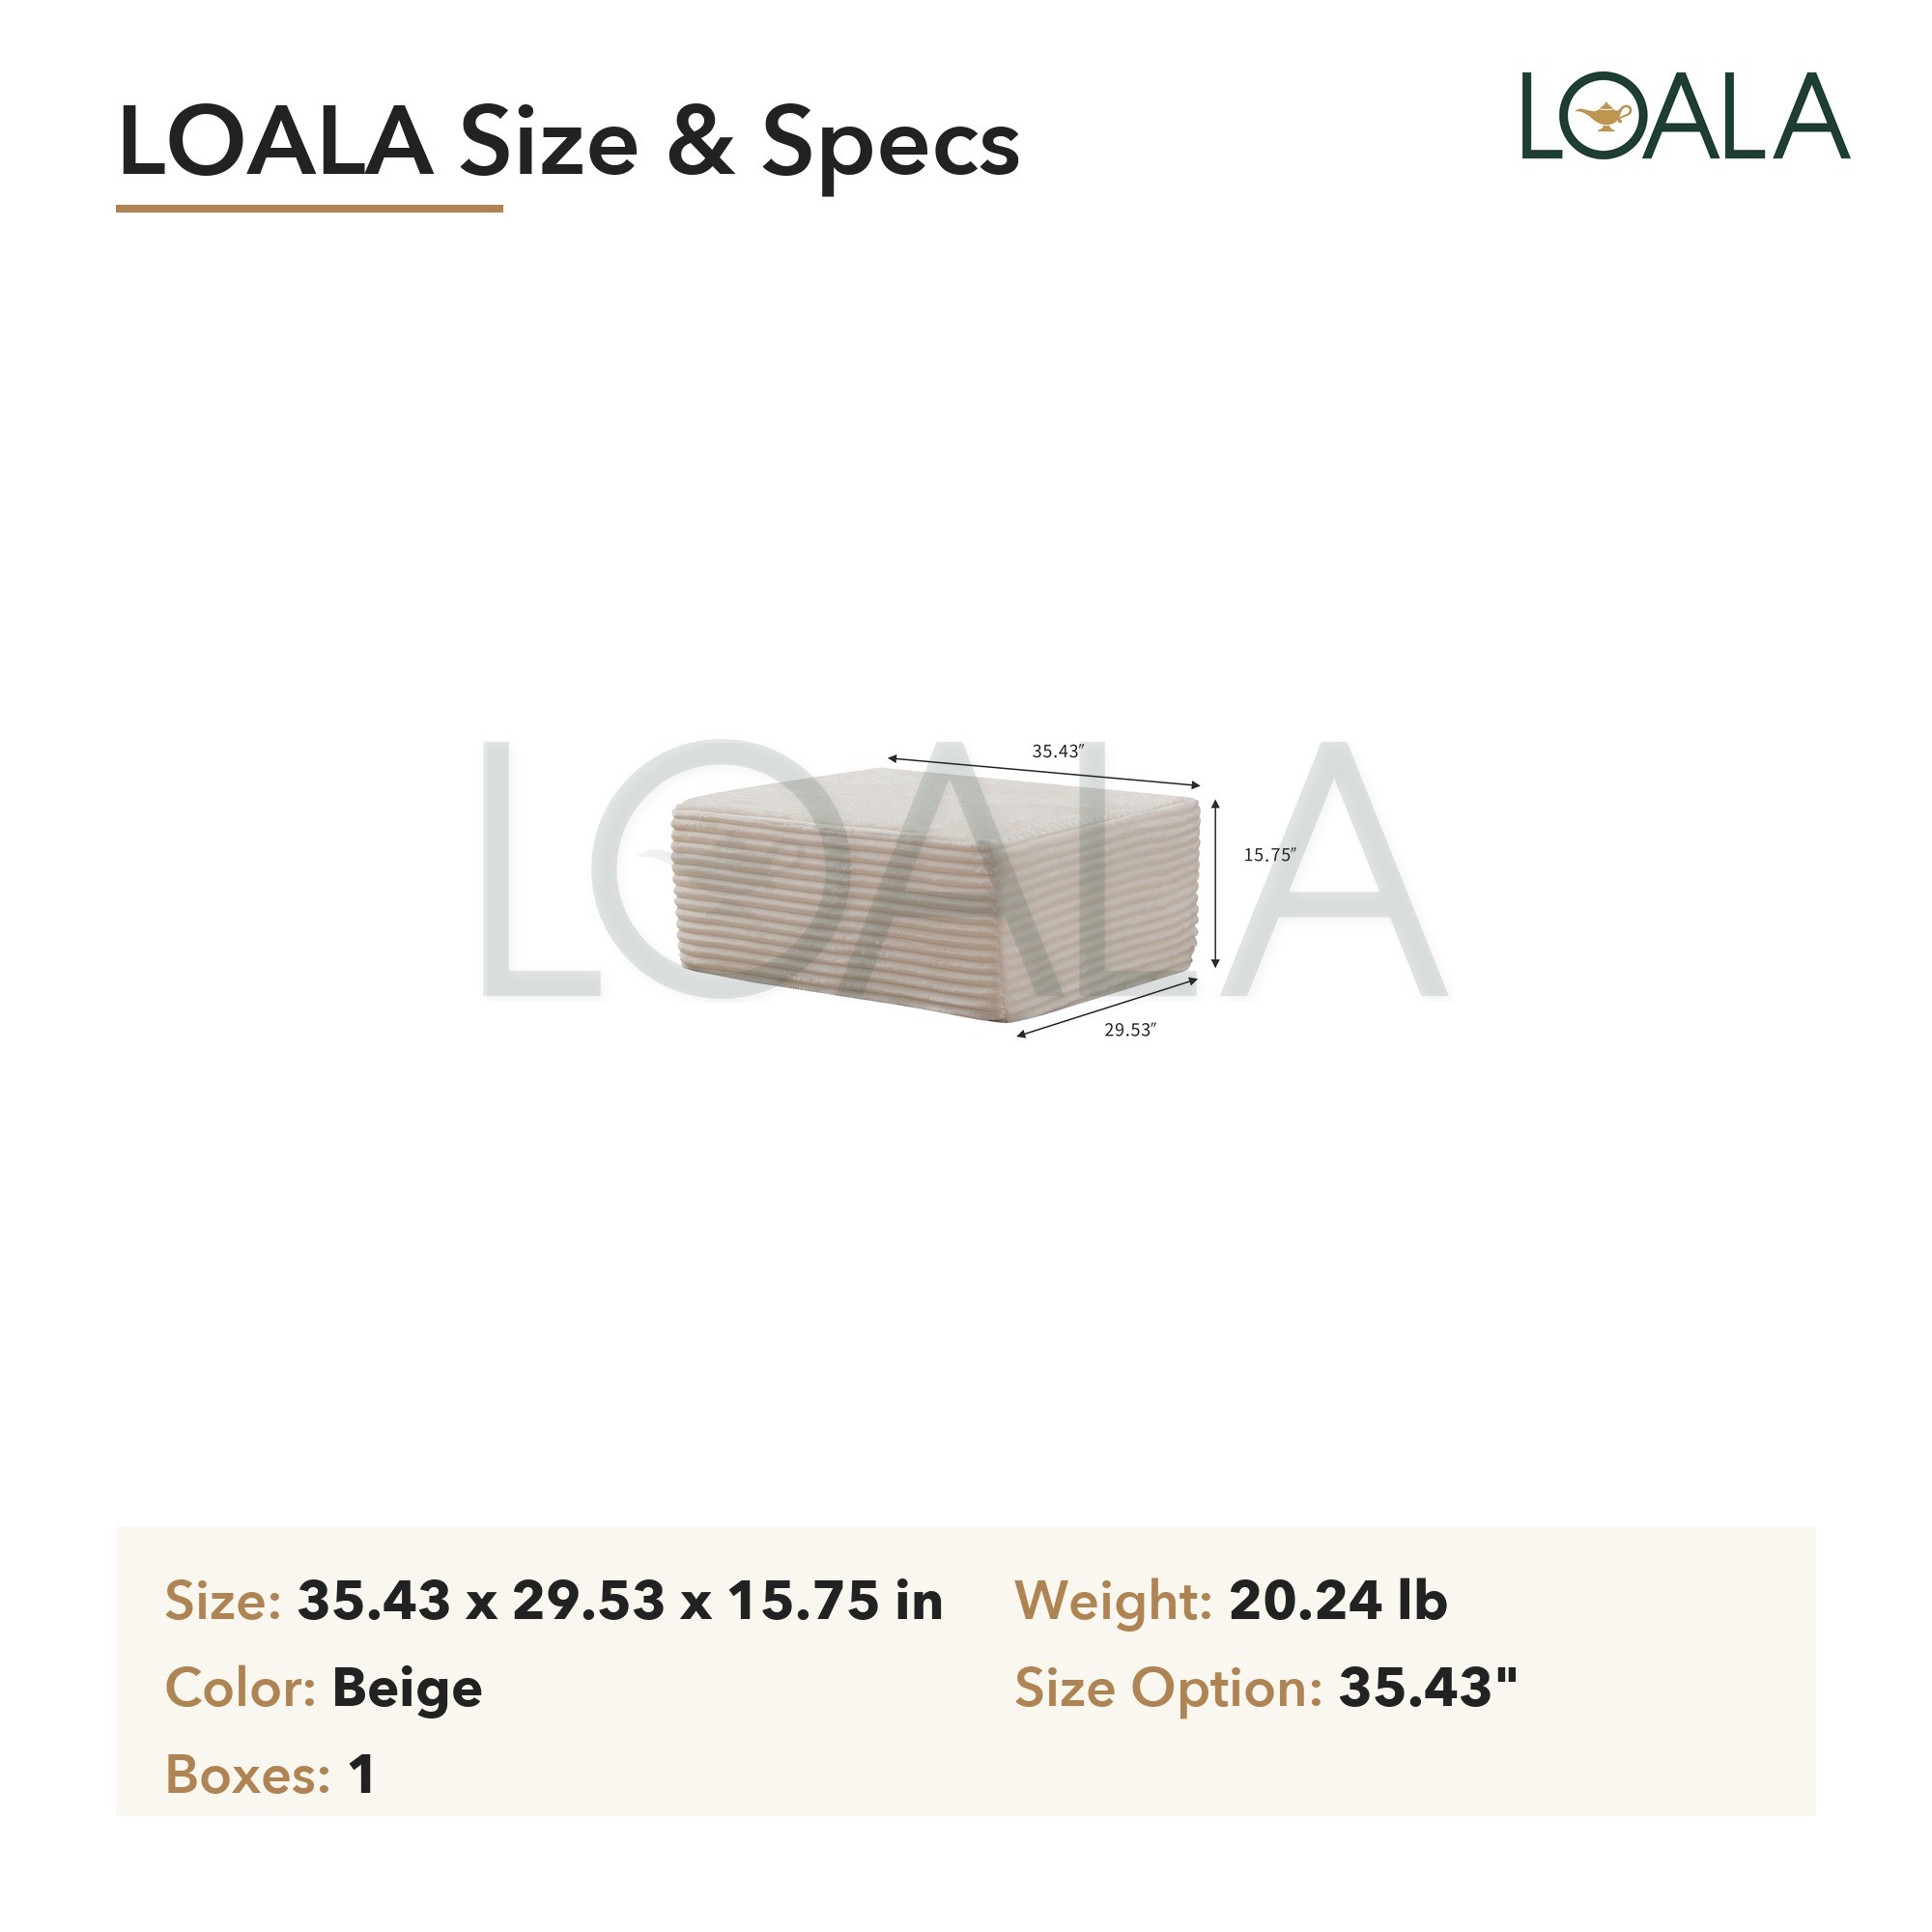 LOALA Size & Specs
LOALA
35.43″
15.75″
29.53″
LOALA
Size: 35.43 x 29.53 x 15.75 in
Weight: 20.24 lb
Color: Beige
Size Option: 35.43"
Boxes: 1